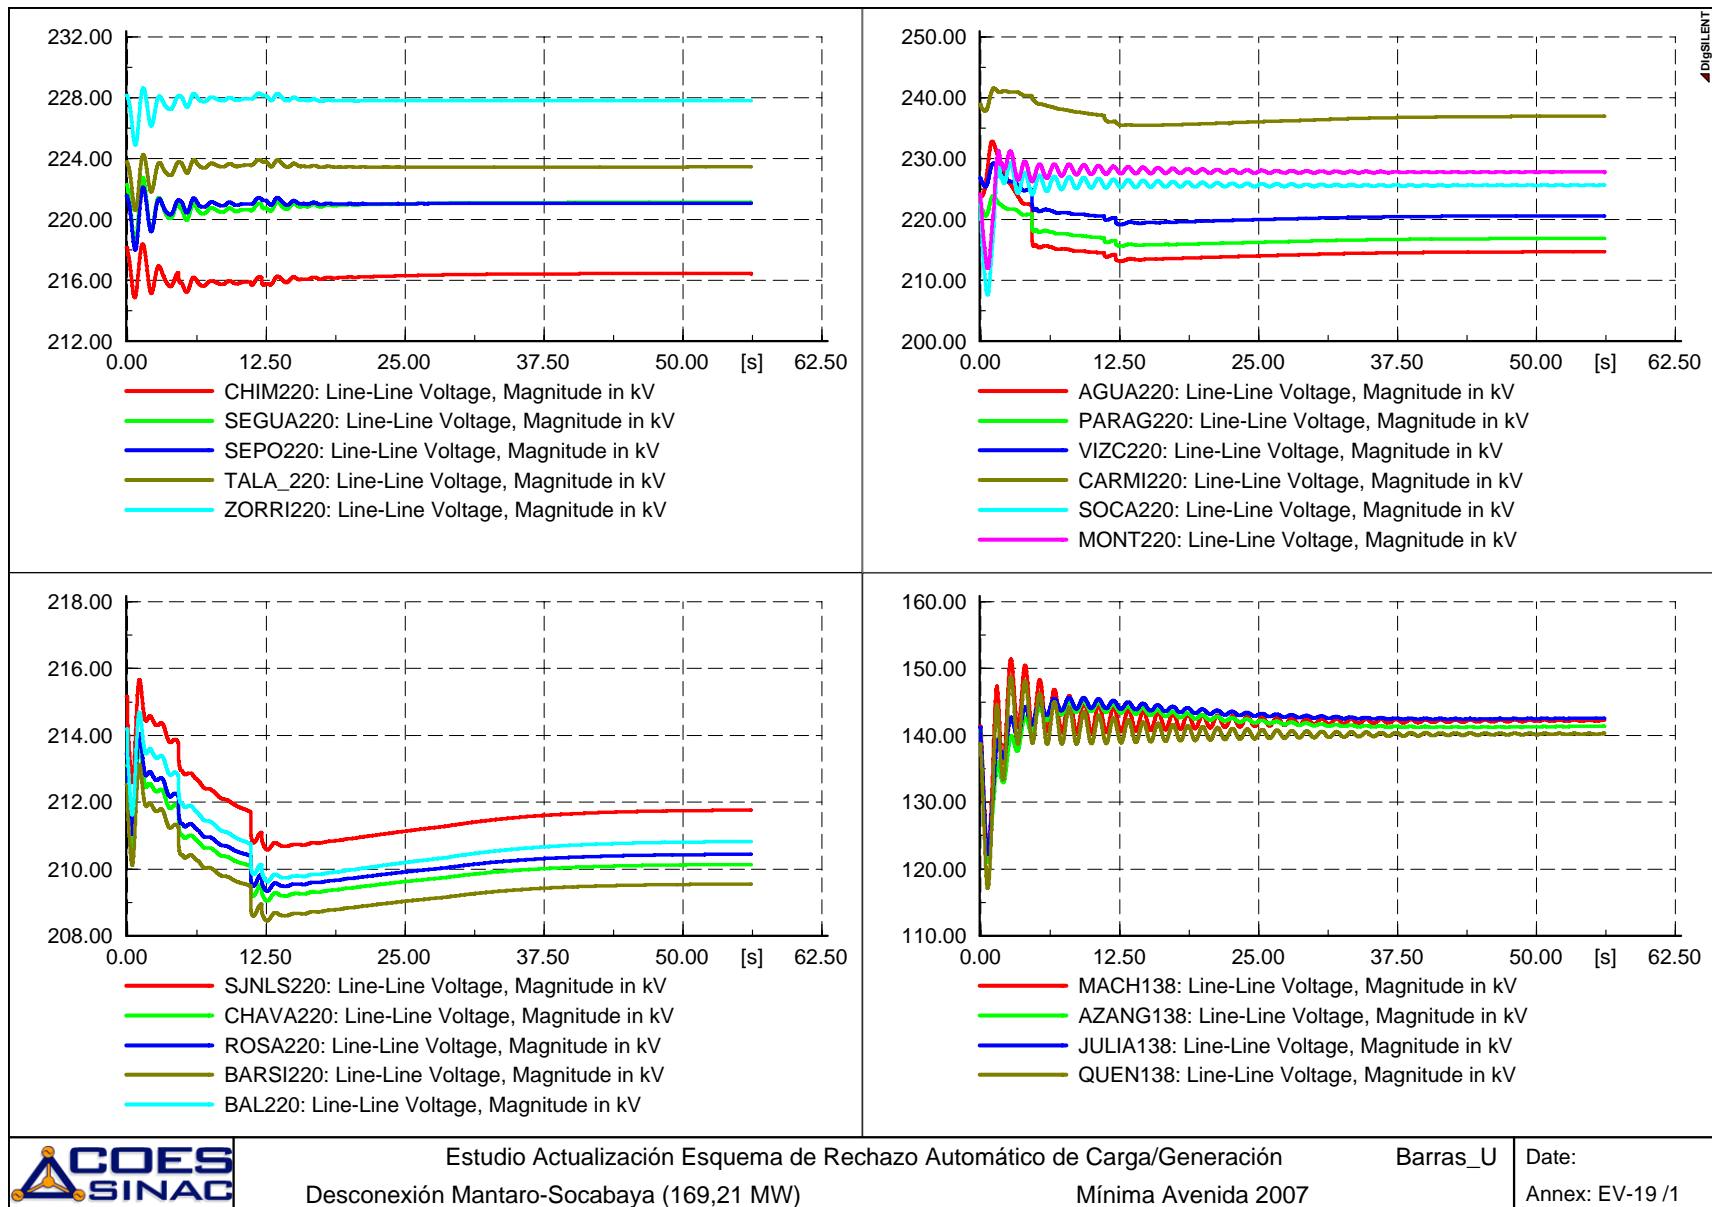 232.00
228.00
224.00
220.00
216.00
212.00
0.00 12.50 25.00 37.50 50.00 [s] 62.50
CHIM220: Line-Line Voltage, Magnitude in kV
SEGUA220: Line-Line Voltage, Magnitude in kV
SEPO220: Line-Line Voltage, Magnitude in kV
TALA_220: Line-Line Voltage, Magnitude in kV
ZORRI220: Line-Line Voltage, Magnitude in kV
DIgSILENT
250.00
240.00
230.00
220.00
210.00
200.00
0.00 12.50 25.00 37.50 50.00 [s] 62.50
AGUA220: Line-Line Voltage, Magnitude in kV
PARAG220: Line-Line Voltage, Magnitude in kV
VIZC220: Line-Line Voltage, Magnitude in kV
CARMI220: Line-Line Voltage, Magnitude in kV
SOCA220: Line-Line Voltage, Magnitude in kV
MONT220: Line-Line Voltage, Magnitude in kV
218.00
216.00
214.00
212.00
210.00
208.00
0.00 12.50 25.00 37.50 50.00 [s] 62.50
SJNLS220: Line-Line Voltage, Magnitude in kV
CHAVA220: Line-Line Voltage, Magnitude in kV
ROSA220: Line-Line Voltage, Magnitude in kV
BARSI220: Line-Line Voltage, Magnitude in kV
BAL220: Line-Line Voltage, Magnitude in kV
160.00
150.00
140.00
130.00
120.00
110.00
0.00 12.50 25.00 37.50 50.00 [s] 62.50
MACH138: Line-Line Voltage, Magnitude in kV
AZANG138: Line-Line Voltage, Magnitude in kV
JULIA138: Line-Line Voltage, Magnitude in kV
QUEN138: Line-Line Voltage, Magnitude in kV
COES
SINAC
Estudio Actualización Esquema de Rechazo Automático de Carga/Generación Barras_U
Desconexión Mantaro-Socabaya (169,21 MW) Mínima Avenida 2007
Date:
Annex: EV-19 /1